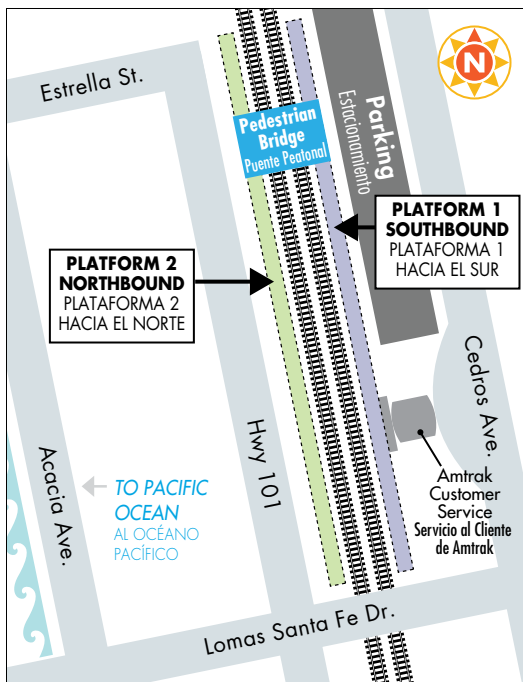 Estrella St.
N
Pedestrian
Bridge
Puente Peatonal
Parking
Estacionamiento
PLATFORM 1
SOUTHBOUND
PLATAFORMA 1
HACIA EL SUR
PLATFORM 2
NORTHBOUND
PLATAFORMA 2
HACIA EL NORTE
Cedros Ave.
Hwy 101
Acacia Ave.
TO PACIFIC
OCEAN
AL OCÉANO
PACÍFICO
Amtrak
Customer
Service
Servicio al Cliente
de Amtrak
Lomas Santa Fe Dr.